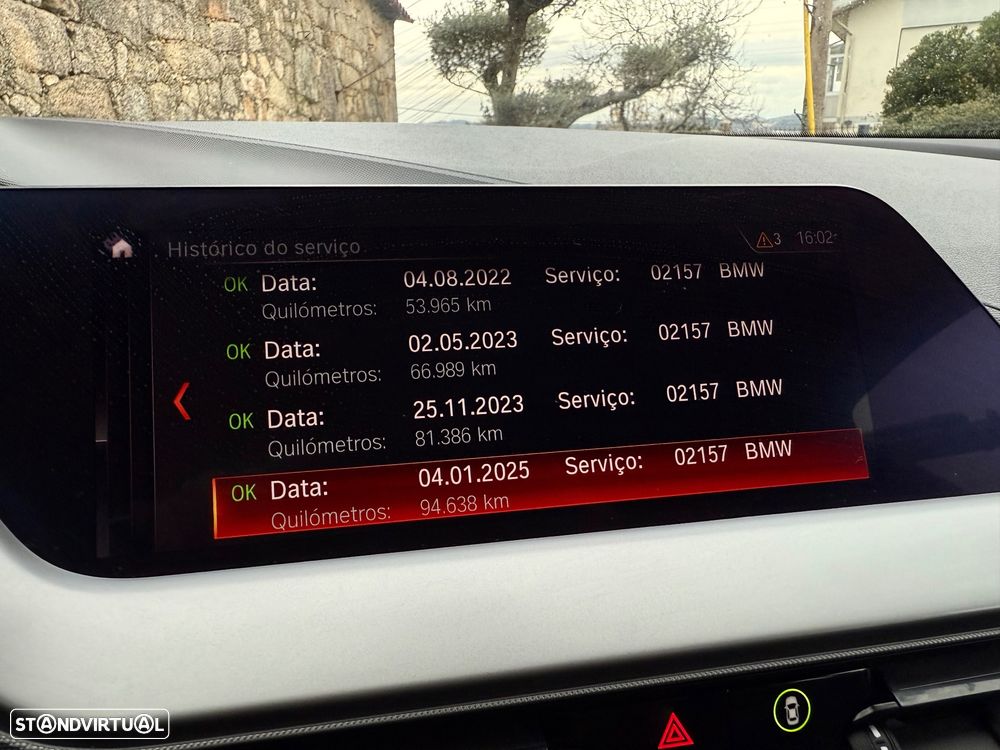 Histórico do serviço 3 16:02
OK Data: 04.08.2022 Serviço: 02157 BMW
Quilómetros: 53.965 km
OK Data: 02.05.2023 Serviço: 02157 BMW
Quilómetros: 66.989 km
OK Data: 25.11.2023 Serviço: 02157 BMW
Quilómetros: 81.386 km
OK Data: 04.01.2025 Serviço: 02157 BMW
Quilómetros: 94.638 km
STANDVIRTUAL